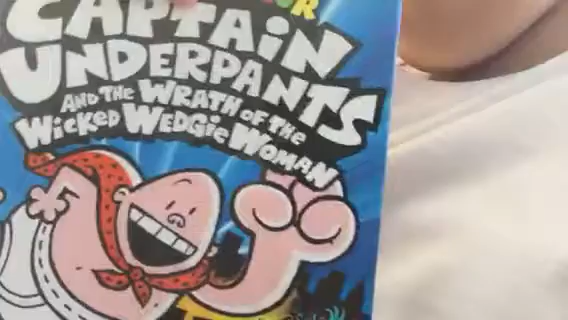 CAPTAIN
UNDERPANTS
AND THE WRATH OF THE
WICKED WEDGIE WOMAN